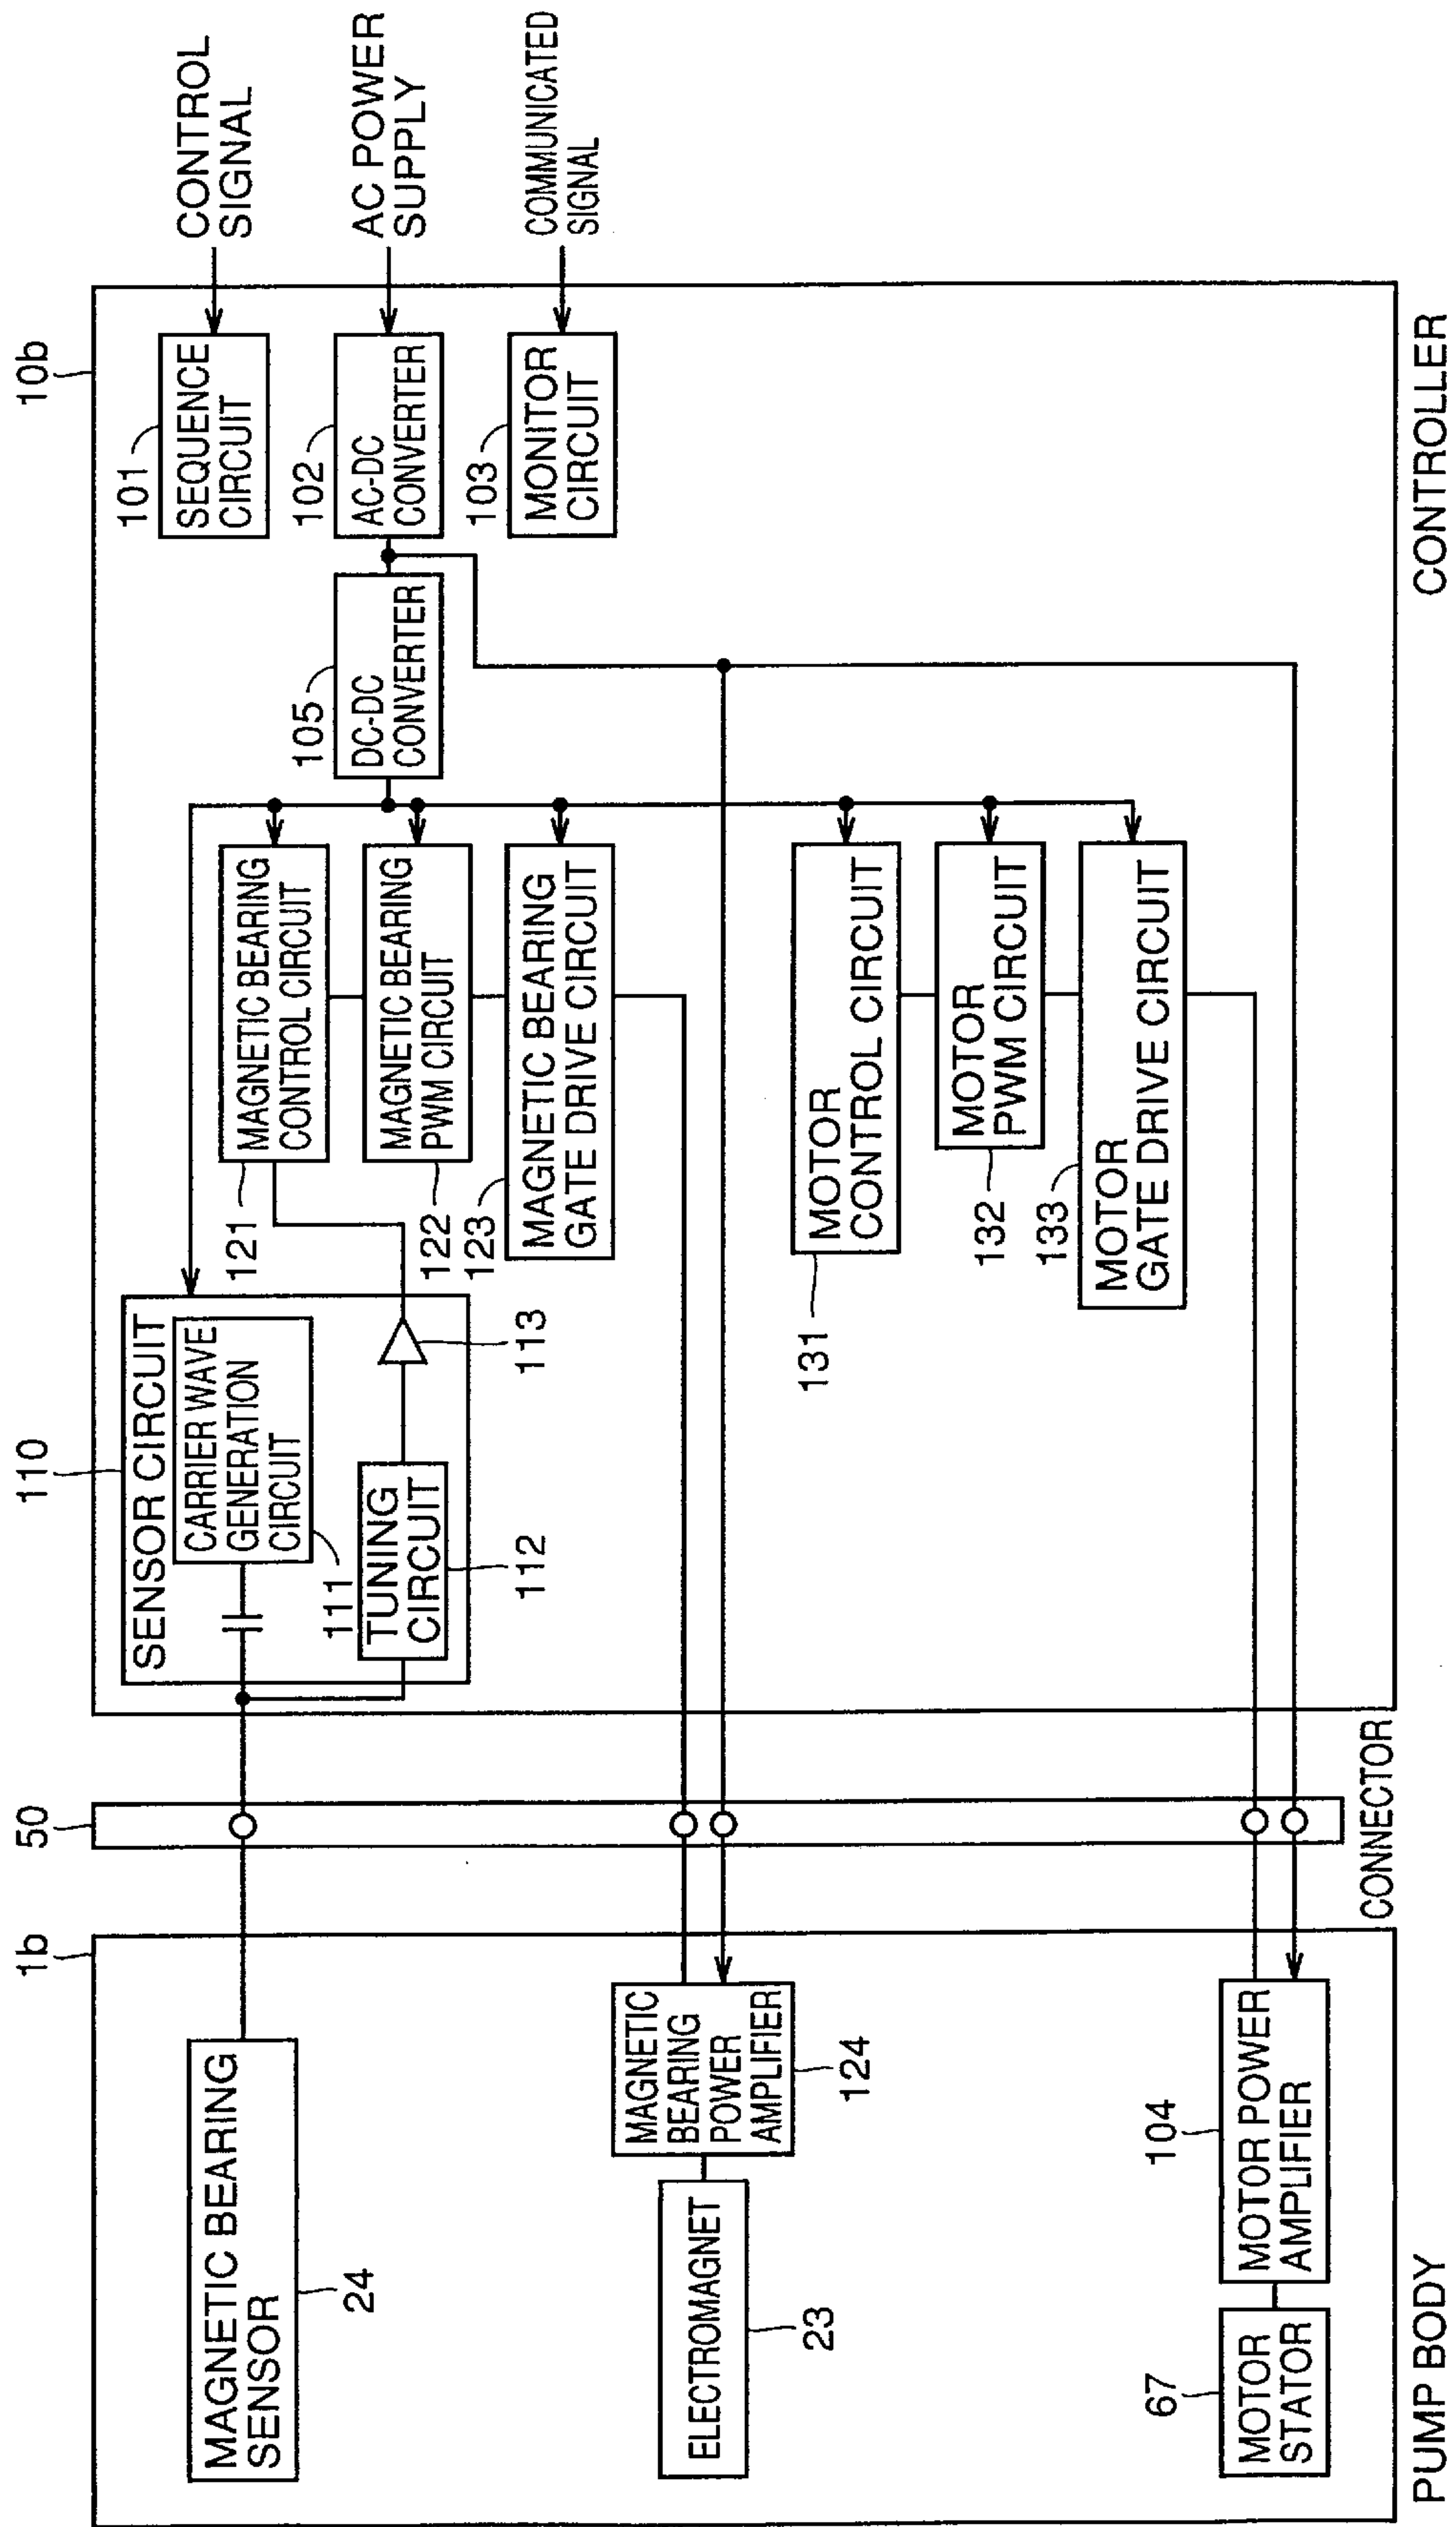 1b
50
110
10b
MAGNETIC BEARING
SENSOR
24
SENSOR CIRCUIT
CARRIER WAVE
GENERATION
CIRCUIT
111
TUNING
CIRCUIT
112
113
121
MAGNETIC BEARING
CONTROL CIRCUIT
122
MAGNETIC BEARING
PWM CIRCUIT
123
MAGNETIC BEARING
GATE DRIVE CIRCUIT
105
DC-DC
CONVERTER
101
SEQUENCE
CIRCUIT
102
AC-DC
CONVERTER
103
MONITOR
CIRCUIT
CONTROL
SIGNAL
AC POWER
SUPPLY
COMMUNICATED
SIGNAL
ELECTROMAGNET
23
MAGNETIC
BEARING
POWER
AMPLIFIER
124
131
MOTOR
CONTROL CIRCUIT
132
MOTOR
PWM CIRCUIT
133
MOTOR
GATE DRIVE CIRCUIT
67
MOTOR
STATOR
104
MOTOR POWER
AMPLIFIER
PUMP BODY
CONNECTOR
CONTROLLER